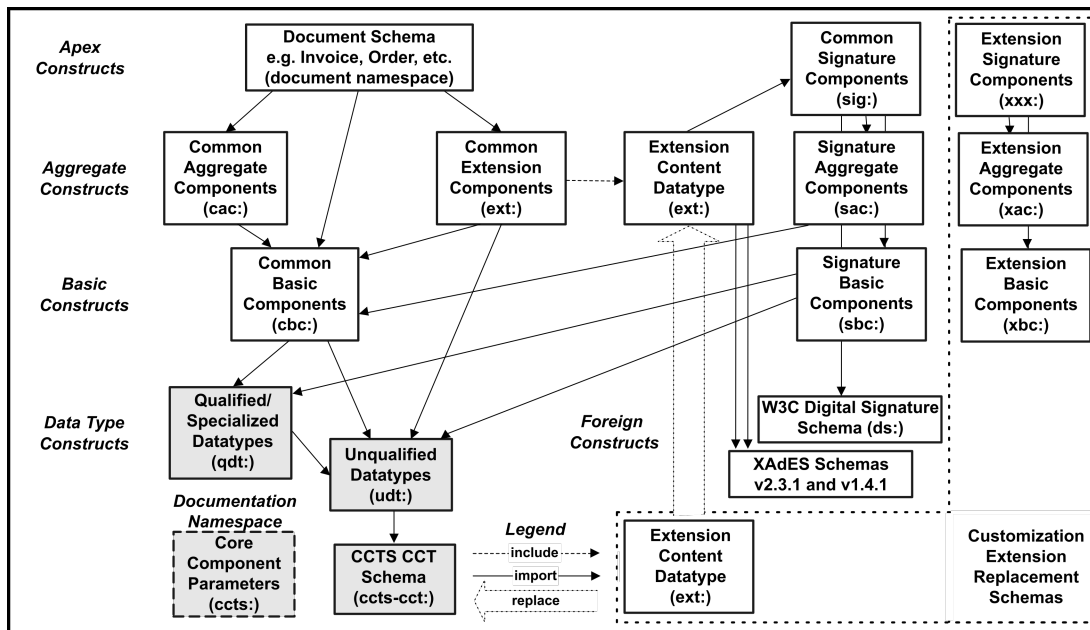 Apex
Constructs
Document Schema
e.g. Invoice, Order, etc.
(document namespace)
Common
Signature
Components
(sig:)
Extension
Signature
Components
(xxx:)
Aggregate
Constructs
Common
Aggregate
Components
(cac:)
Common
Extension
Components
(ext:)
Extension
Content
Datatype
(ext:)
Signature
Aggregate
Components
(sac:)
Extension
Aggregate
Components
(xac:)
Basic
Constructs
Common
Basic
Components
(cbc:)
Signature
Basic
Components
(sbc:)
Extension
Basic
Components
(xbc:)
Data Type
Constructs
Qualified/
Specialized
Datatypes
(qdt:)
Unqualified
Datatypes
(udt:)
Foreign
Constructs
W3C Digital Signature
Schema (ds:)
XAdES Schemas
v2.3.1 and v1.4.1
Documentation
Namespace
Core
Component
Parameters
(ccts:)
CCTS CCT
Schema
(ccts-cct:)
Legend
include
import
replace
Extension
Content
Datatype
(ext:)
Customization
Extension
Replacement
Schemas